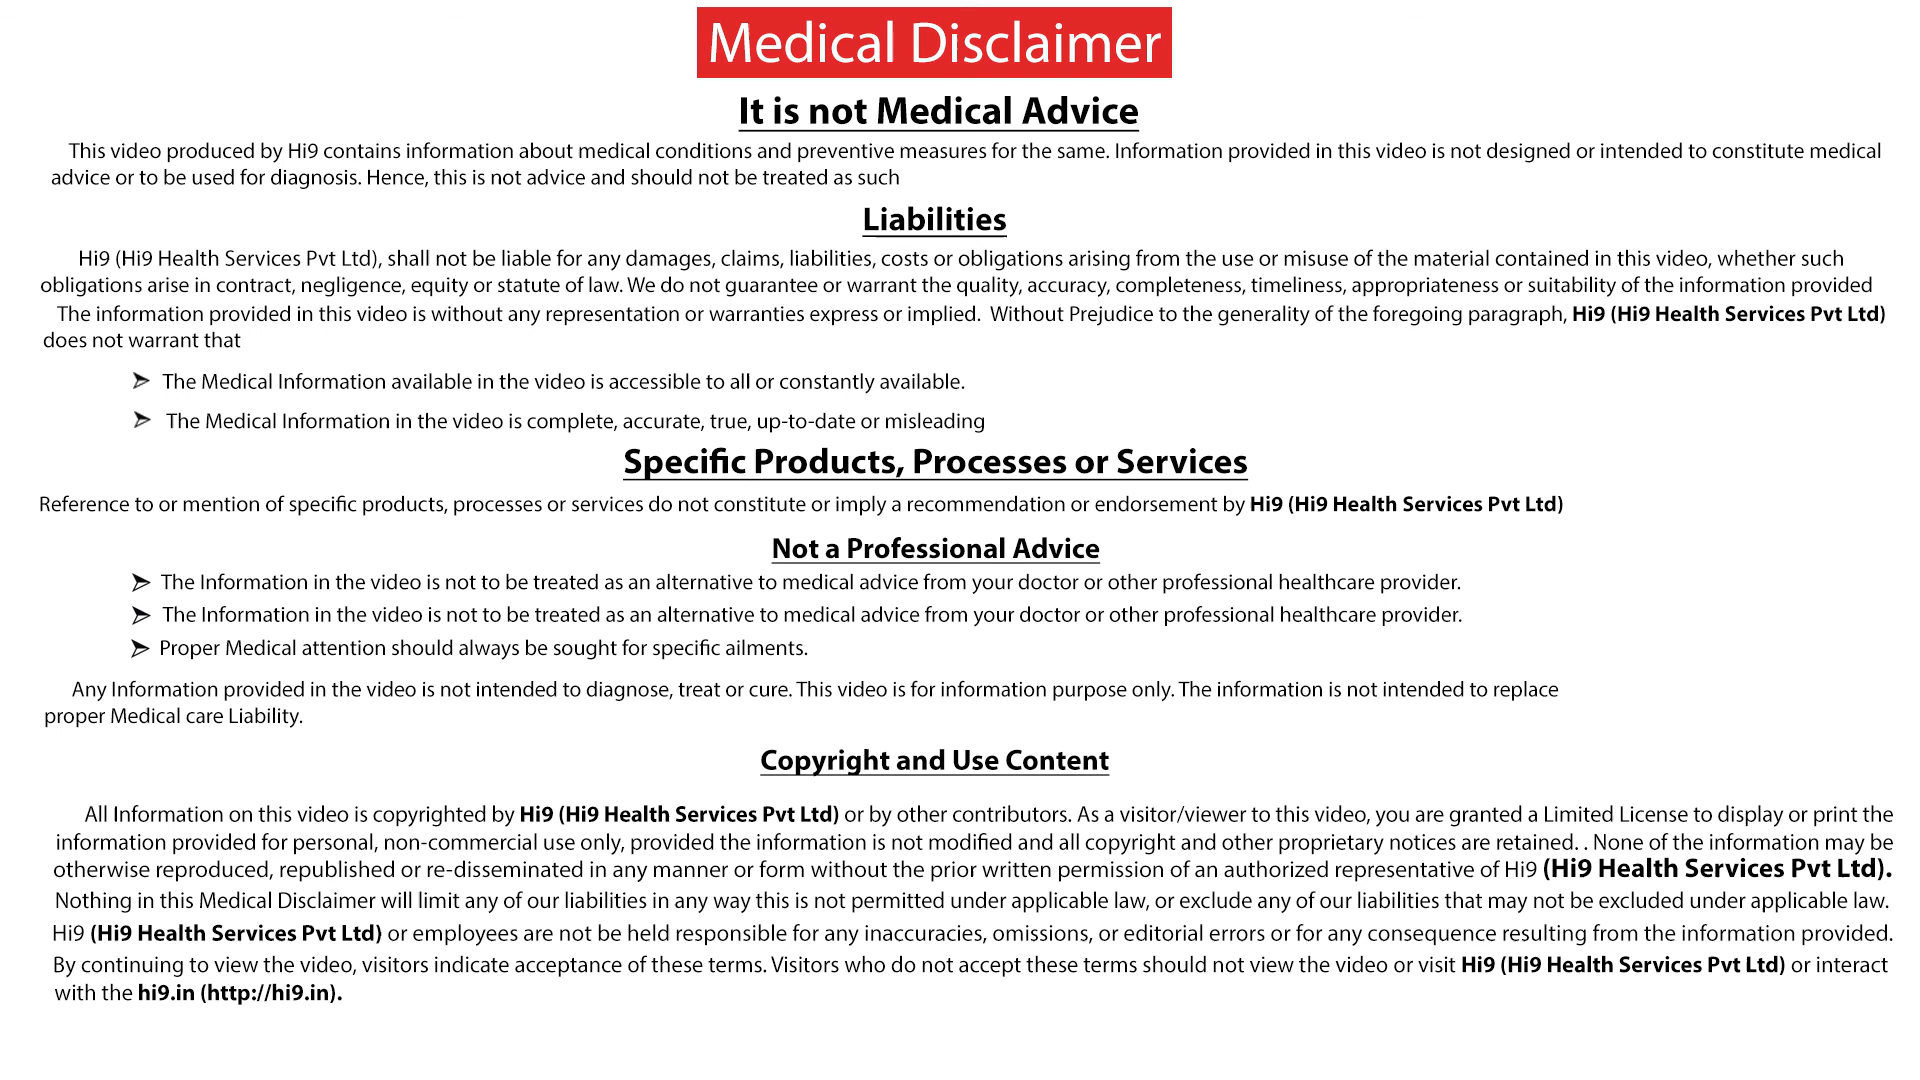 Medical Disclaimer
It is not Medical Advice
This video produced by Hi9 contains information about medical conditions and preventive measures for the same. Information provided in this video is not designed or intended to constitute medical
advice or to be used for diagnosis. Hence, this is not advice and should not be treated as such
Liabilities
Hi9 (Hi9 Health Services Pvt Ltd), shall not be liable for any damages, claims, liabilities, costs or obligations arising from the use or misuse of the material contained in this video, whether such
obligations arise in contract, negligence, equity or statute of law. We do not guarantee or warrant the quality, accuracy, completeness, timeliness, appropriateness or suitability of the information provided
The information provided in this video is without any representation or warranties express or implied. Without Prejudice to the generality of the foregoing paragraph, Hi9 (Hi9 Health Services Pvt Ltd)
does not warrant that
➢ The Medical Information available in the video is accessible to all or constantly available.
➢ The Medical Information in the video is complete, accurate, true, up-to-date or misleading
Specific Products, Processes or Services
Reference to or mention of specific products, processes or services do not constitute or imply a recommendation or endorsement by Hi9 (Hi9 Health Services Pvt Ltd)
Not a Professional Advice
➢ The Information in the video is not to be treated as an alternative to medical advice from your doctor or other professional healthcare provider.
➢ The Information in the video is not to be treated as an alternative to medical advice from your doctor or other professional healthcare provider.
➢ Proper Medical attention should always be sought for specific ailments.
Any Information provided in the video is not intended to diagnose, treat or cure. This video is for information purpose only. The information is not intended to replace
proper Medical care Liability.
Copyright and Use Content
All Information on this video is copyrighted by Hi9 (Hi9 Health Services Pvt Ltd) or by other contributors. As a visitor/viewer to this video, you are granted a Limited License to display or print the
information provided for personal, non-commercial use only, provided the information is not modified and all copyright and other proprietary notices are retained. . None of the information may be
otherwise reproduced, republished or re-disseminated in any manner or form without the prior written permission of an authorized representative of Hi9 (Hi9 Health Services Pvt Ltd).
Nothing in this Medical Disclaimer will limit any of our liabilities in any way this is not permitted under applicable law, or exclude any of our liabilities that may not be excluded under applicable law.
Hi9 (Hi9 Health Services Pvt Ltd) or employees are not be held responsible for any inaccuracies, omissions, or editorial errors or for any consequence resulting from the information provided.
By continuing to view the video, visitors indicate acceptance of these terms. Visitors who do not accept these terms should not view the video or visit Hi9 (Hi9 Health Services Pvt Ltd) or interact
with the hi9.in (http://hi9.in).